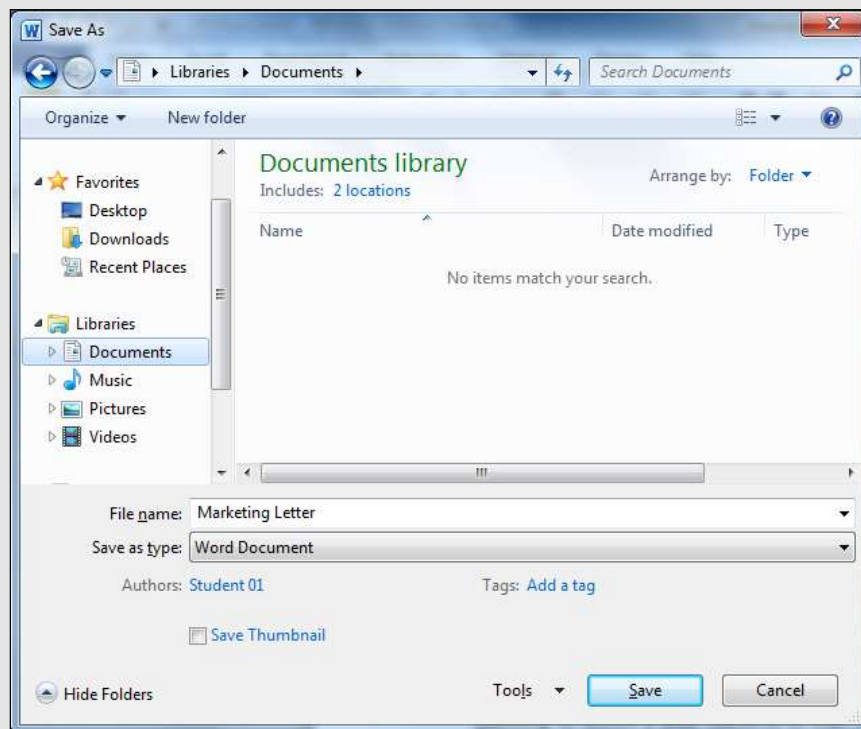 Save As
Libraries Documents
Search Documents
Organize New folder
Favorites
Desktop
Downloads
Recent Places
Libraries
Documents
Music
Pictures
Videos
Documents library
Includes: 2 locations
Arrange by: Folder
Name Date modified Type
No items match your search.
File name: Marketing Letter
Save as type: Word Document
Authors: Student 01 Tags: Add a tag
Save Thumbnail
Hide Folders Tools Save Cancel